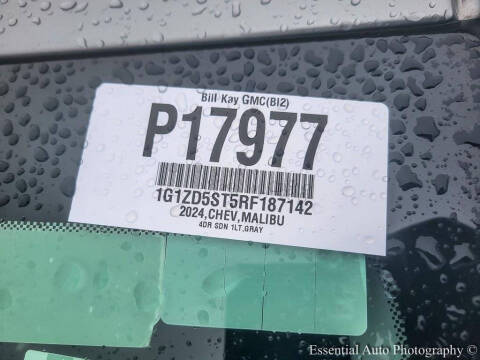 Bill Kay GMC(BI2)
P17977
1G1ZD5ST5RF187142
2024,CHEV,MALIBU
4DR SDN 1LT,GRAY
Essential Auto Photography ©